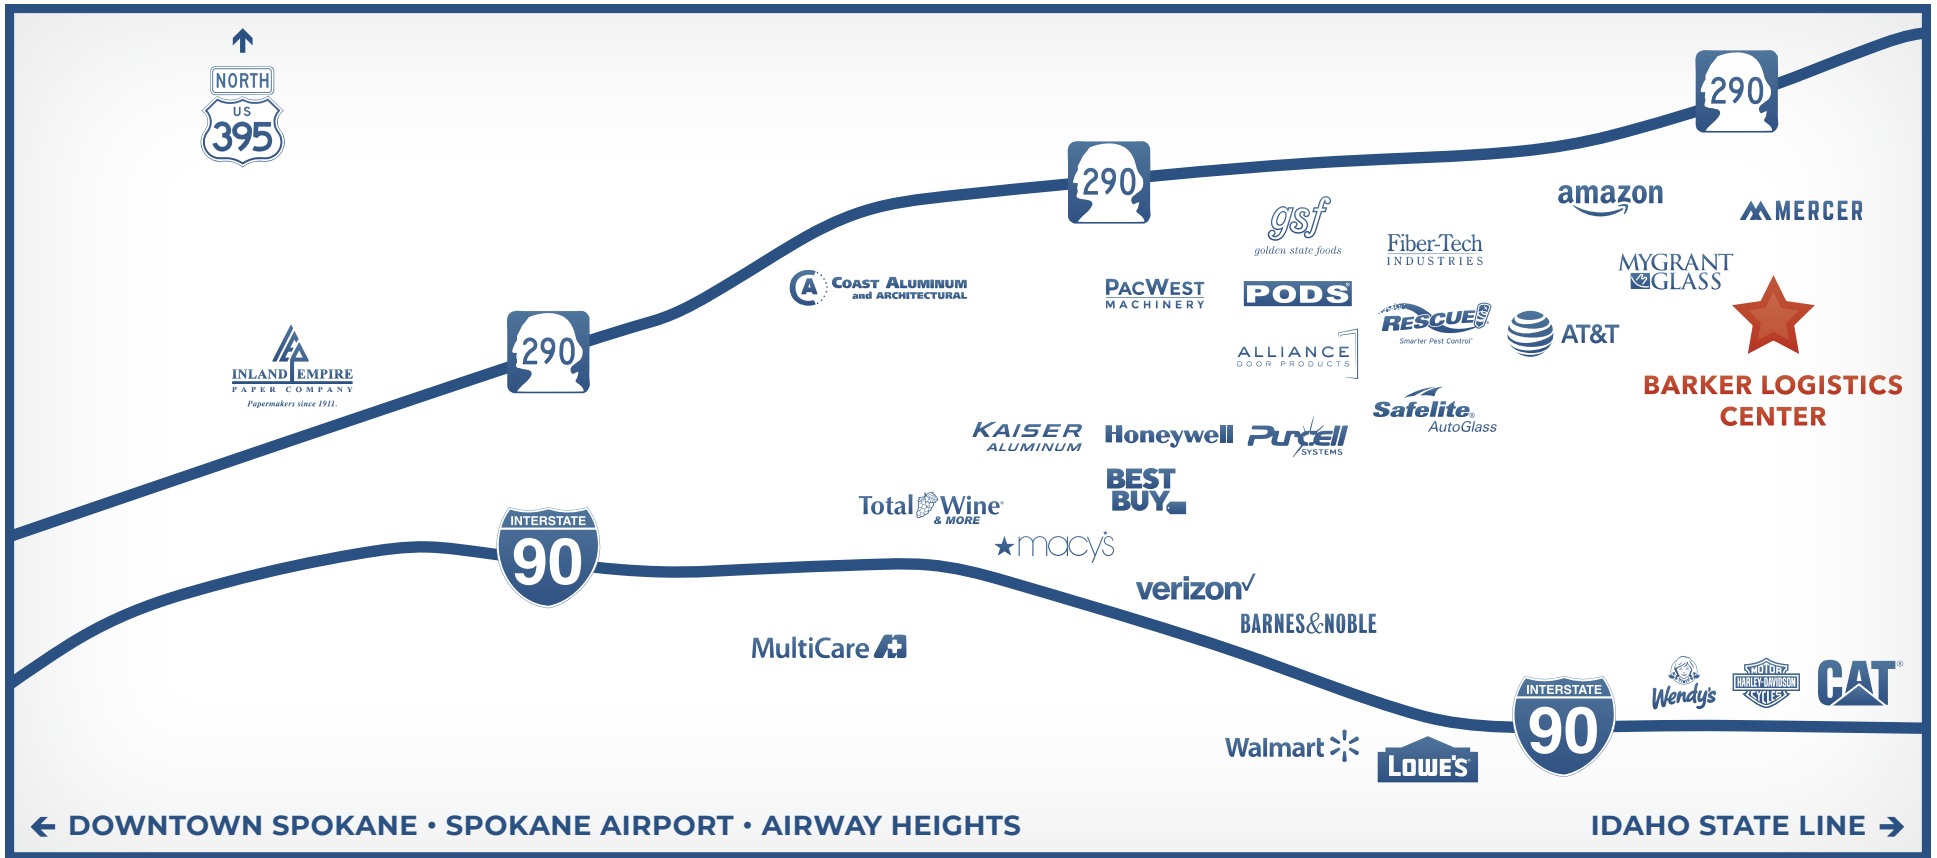 NORTH
US
395
290
290
290
amazon
MERCER
gsf
golden state foods
Fiber-Tech
INDUSTRIES
MYGRANT
GLASS
COAST ALUMINUM
and ARCHITECTURAL
PACWEST
MACHINERY
PODS
RESCUE!
Smarter Pest Control
AT&T
ALLIANCE
DOOR PRODUCTS
IEP
INLAND EMPIRE
PAPER COMPANY
Papermakers since 1911.
BARKER LOGISTICS
CENTER
Safelite®
AutoGlass
KAISER
ALUMINUM
Honeywell
Purcell
SYSTEMS
BEST
BUY
Total Wine
& MORE
macy's
INTERSTATE
90
verizon
BARNES&NOBLE
MultiCare
Wendy's
MOTOR
HARLEY-DAVIDSON
CYCLES
CAT®
INTERSTATE
90
Walmart
LOWE'S
DOWNTOWN SPOKANE • SPOKANE AIRPORT • AIRWAY HEIGHTS
IDAHO STATE LINE